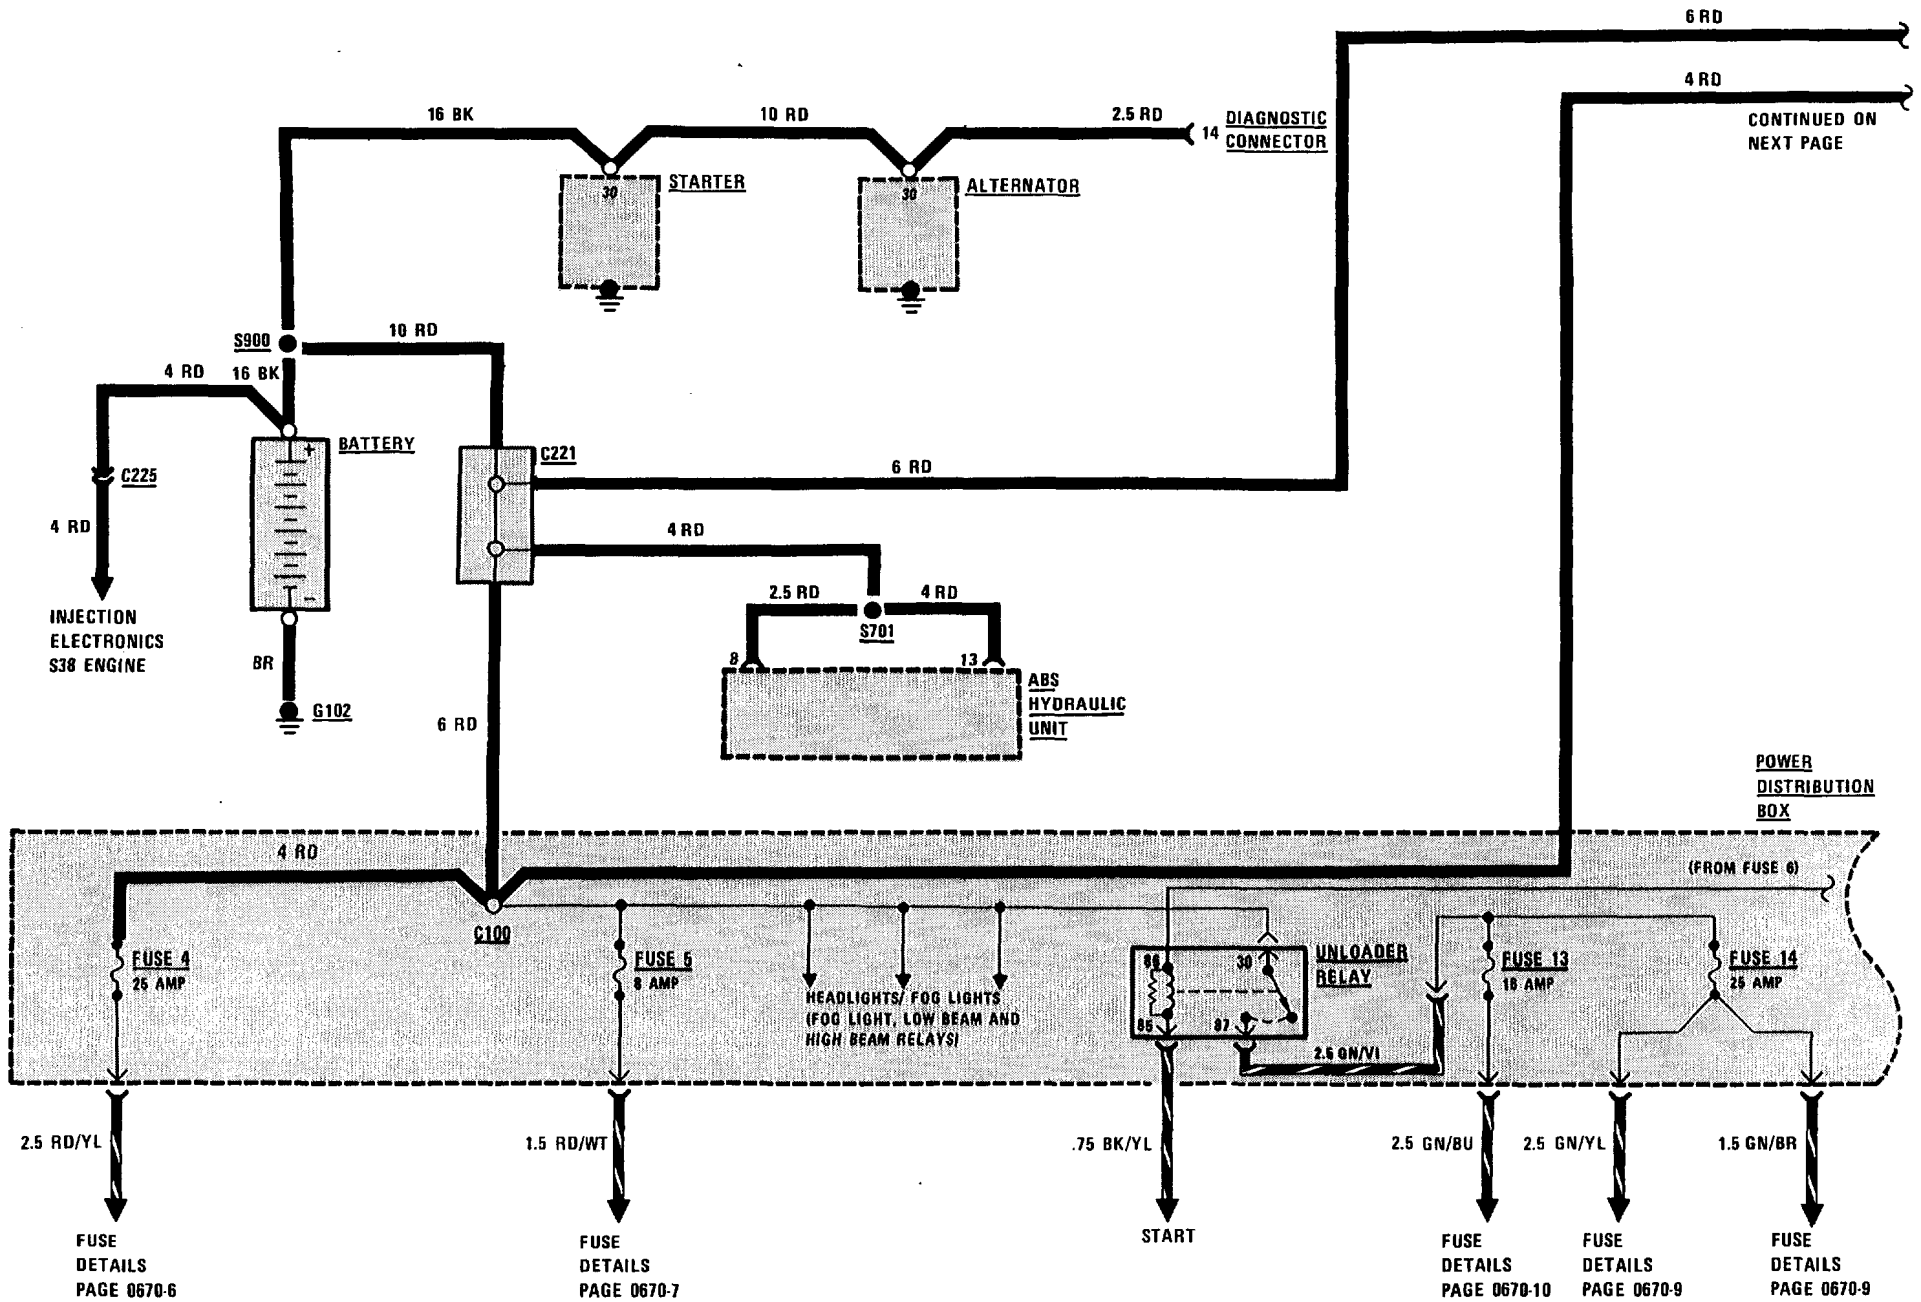 6 RD
4 RD
CONTINUED ON
NEXT PAGE
16 BK
10 RD
2.5 RD
14
DIAGNOSTIC
CONNECTOR
30
STARTER
30
ALTERNATOR
S900
10 RD
4 RD
16 BK
+
BATTERY
C221
C225
6 RD
4 RD
4 RD
2.5 RD
4 RD
S701
–
INJECTION
ELECTRONICS
S38 ENGINE
BR
G102
8
13
ABS
HYDRAULIC
UNIT
6 RD
POWER
DISTRIBUTION
BOX
4 RD
(FROM FUSE 6)
C100
FUSE 4
25 AMP
FUSE 5
8 AMP
HEADLIGHTS/ FOG LIGHTS
(FOG LIGHT, LOW BEAM AND
HIGH BEAM RELAYS)
86
30
85
87
UNLOADER
RELAY
2.5 GN/VI
FUSE 13
FUSE 14
25 AMP
2.5 RD/YL
1.5 RD/WT
.75 BK/YL
2.5 GN/BU
2.5 GN/YL
1.5 GN/BR
FUSE
DETAILS
PAGE 0670-6
FUSE
DETAILS
PAGE 0670-7
START
FUSE
DETAILS
PAGE 0670-10
FUSE
DETAILS
PAGE 0670-9
FUSE
DETAILS
PAGE 0670-9